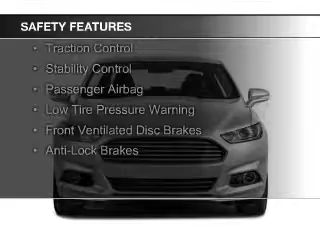 SAFETY FEATURES
• Traction Control
• Stability Control
• Passenger Airbag
• Low Tire Pressure Warning
• Front Ventilated Disc Brakes
• Anti-Lock Brakes